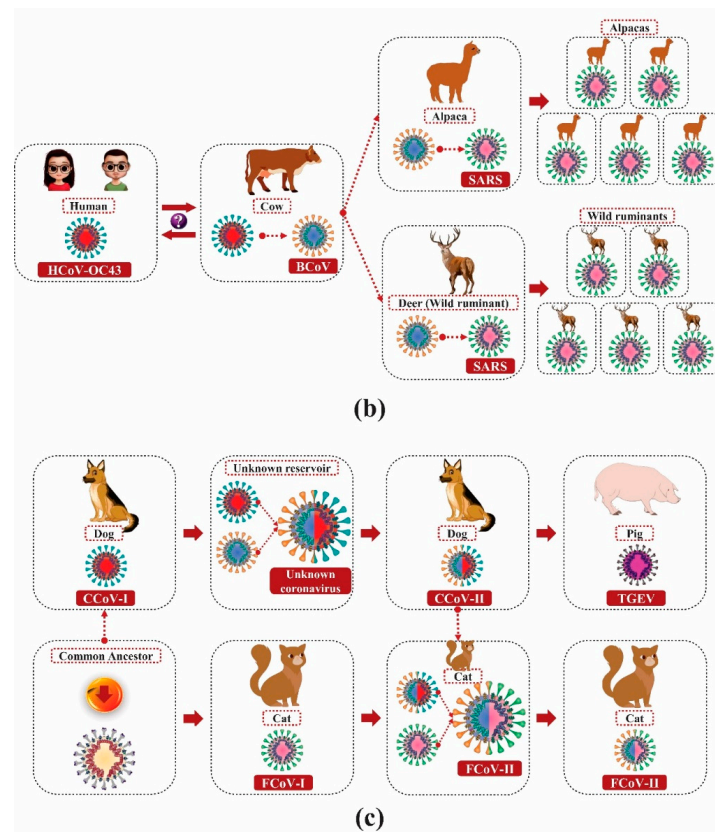 Alpacas
Alpaca
SARS
Human
HCoV-OC43
?
Cow
BCoV
Wild ruminants
Deer (Wild ruminant)
SARS
(b)
Dog
CCoV-I
Unknown reservoir
Unknown
coronavirus
Dog
CCoV-II
Pig
TGEV
Common Ancestor
Cat
FCoV-I
Cat
FCoV-II
Cat
FCoV-II
(c)